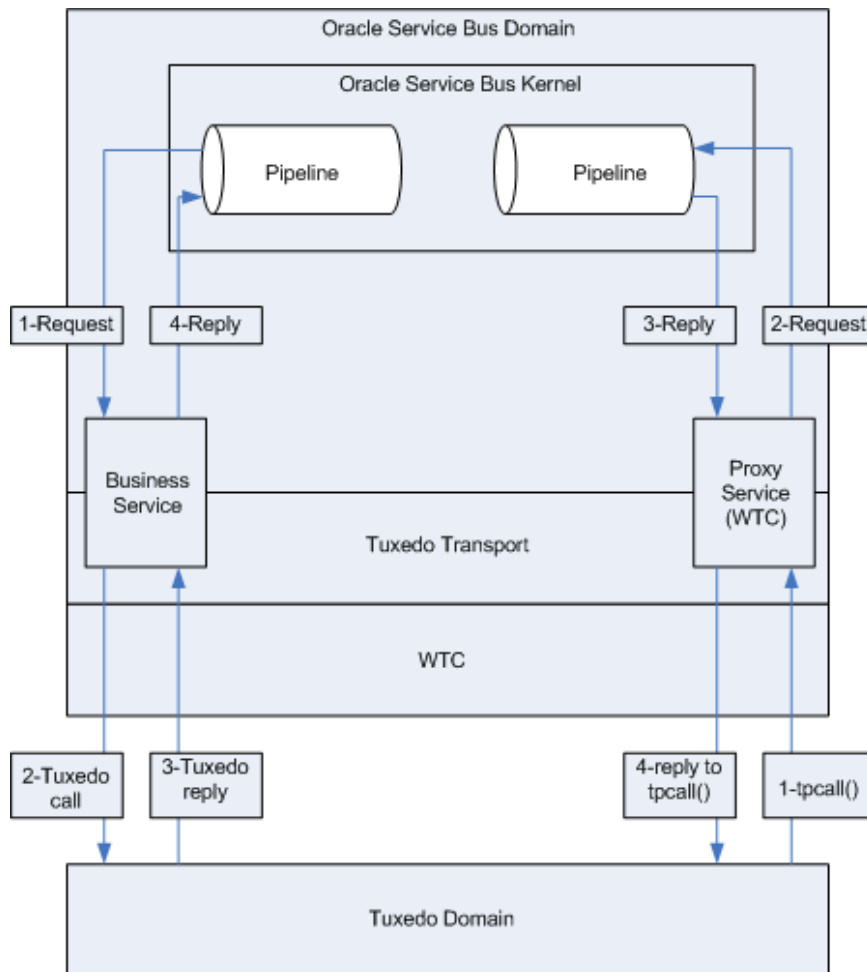 Oracle Service Bus Domain
Oracle Service Bus Kernel
Pipeline
Pipeline
1-Request
4-Reply
3-Reply
2-Request
Business
Service
Proxy
Service
(WTC)
Tuxedo Transport
WTC
2-Tuxedo
call
3-Tuxedo
reply
4-reply to
tpcall()
1-tpcall()
Tuxedo Domain